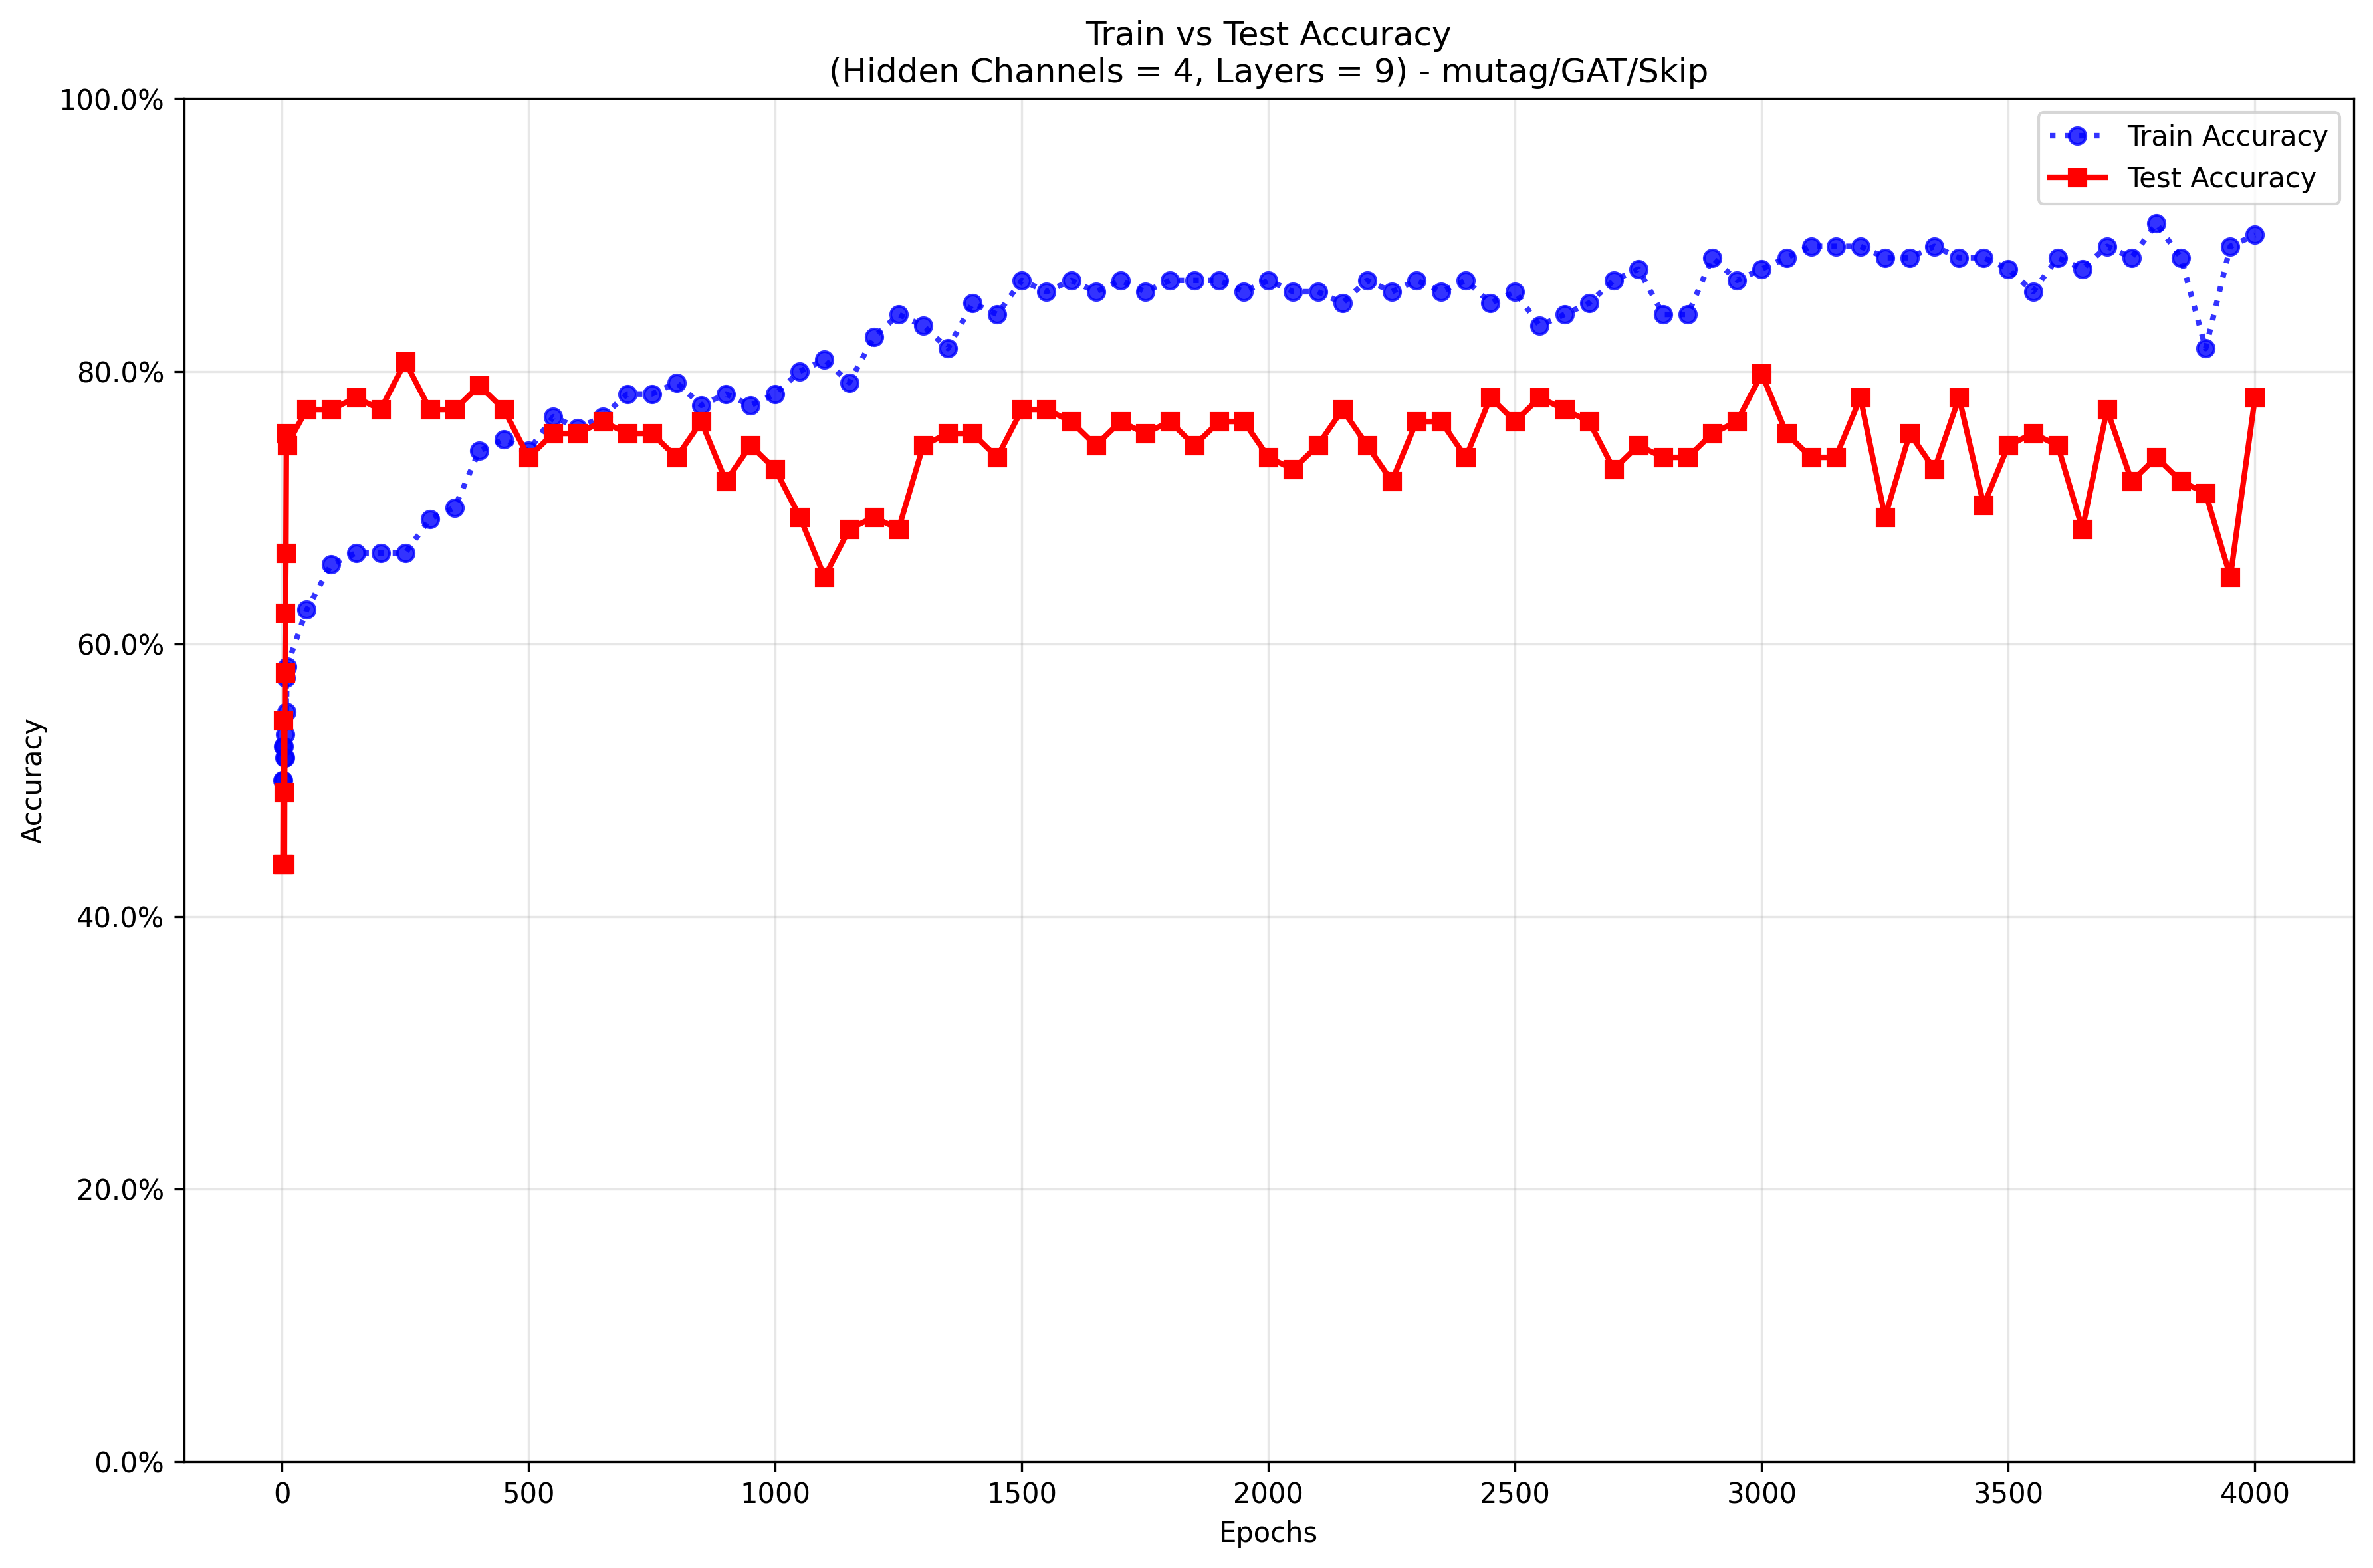 Train vs Test Accuracy
(Hidden Channels = 4, Layers = 9) - mutag/GAT/Skip
100.0%
80.0%
60.0%
40.0%
20.0%
0.0%
Accuracy
Train Accuracy
Test Accuracy
0
500
1000
1500
2000
2500
3000
3500
4000
Epochs